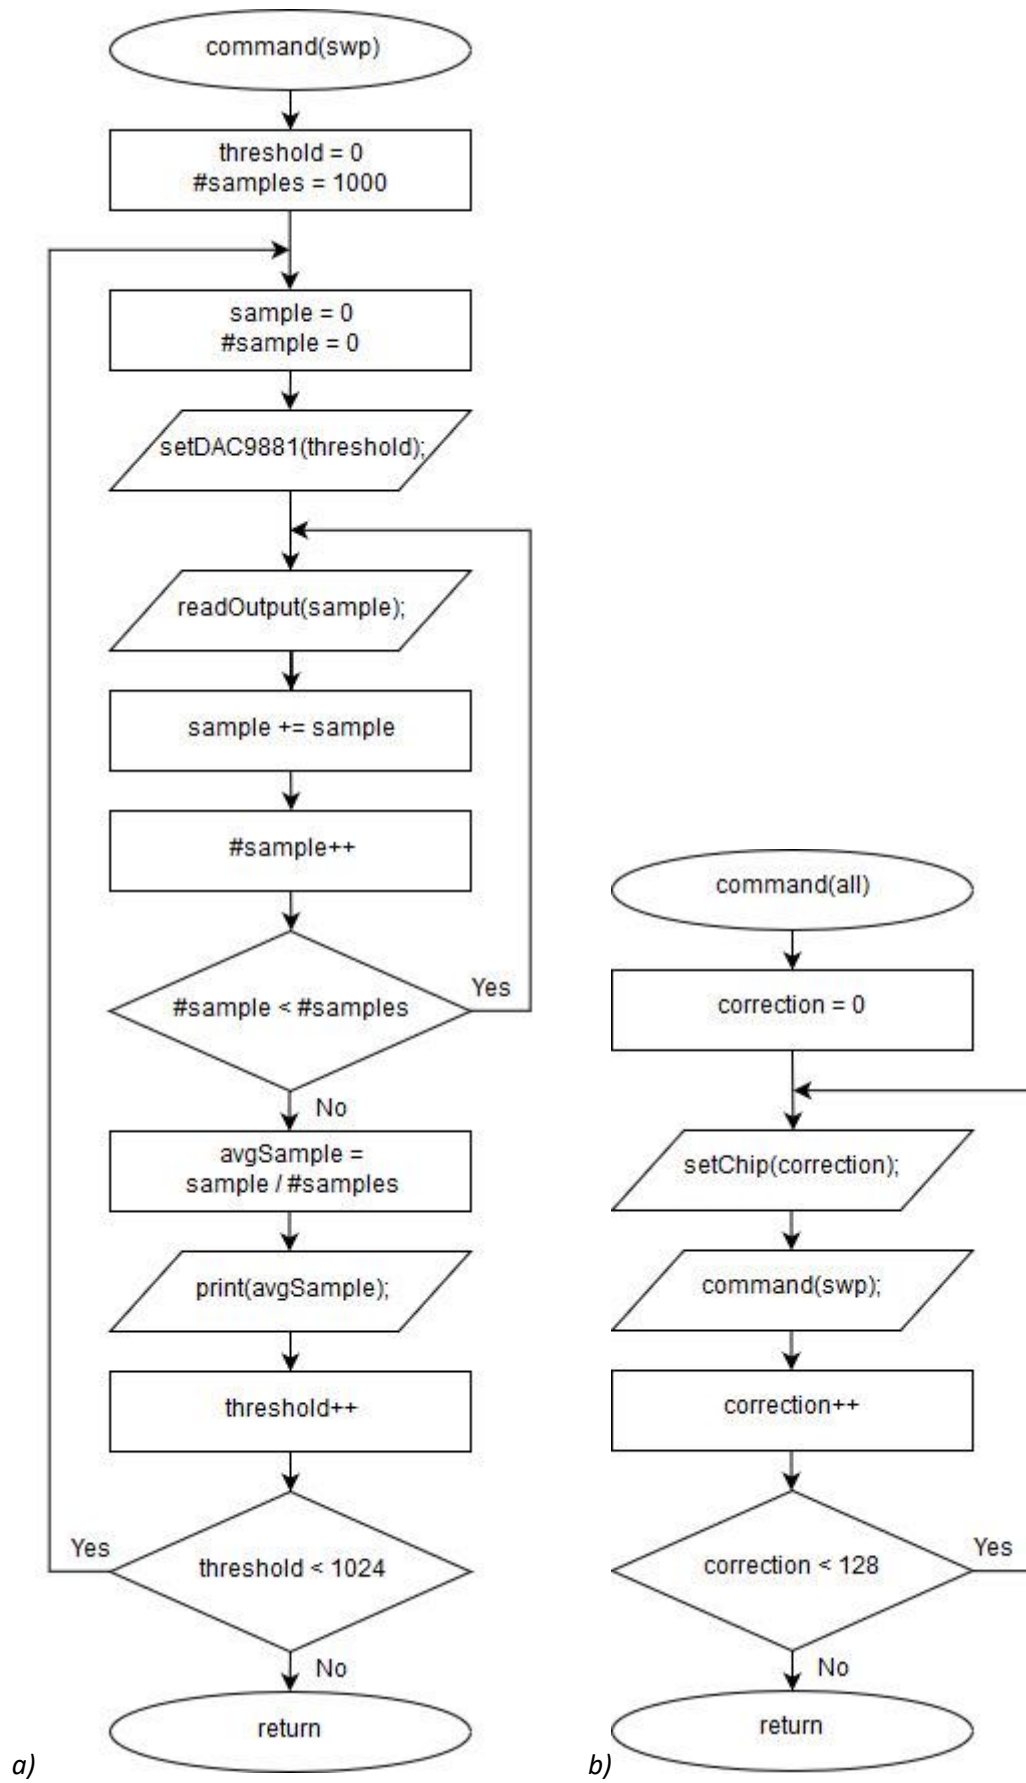 command(swp)
threshold = 0
#samples = 1000
sample = 0
#sample = 0
setDAC9881(threshold);
readOutput(sample);
sample += sample
#sample++
#sample < #samples
Yes
No
avgSample =
sample / #samples
print(avgSample);
threshold++
threshold < 1024
Yes
No
return
a)
command(all)
correction = 0
setChip(correction);
command(swp);
correction++
correction < 128
Yes
No
return
b)